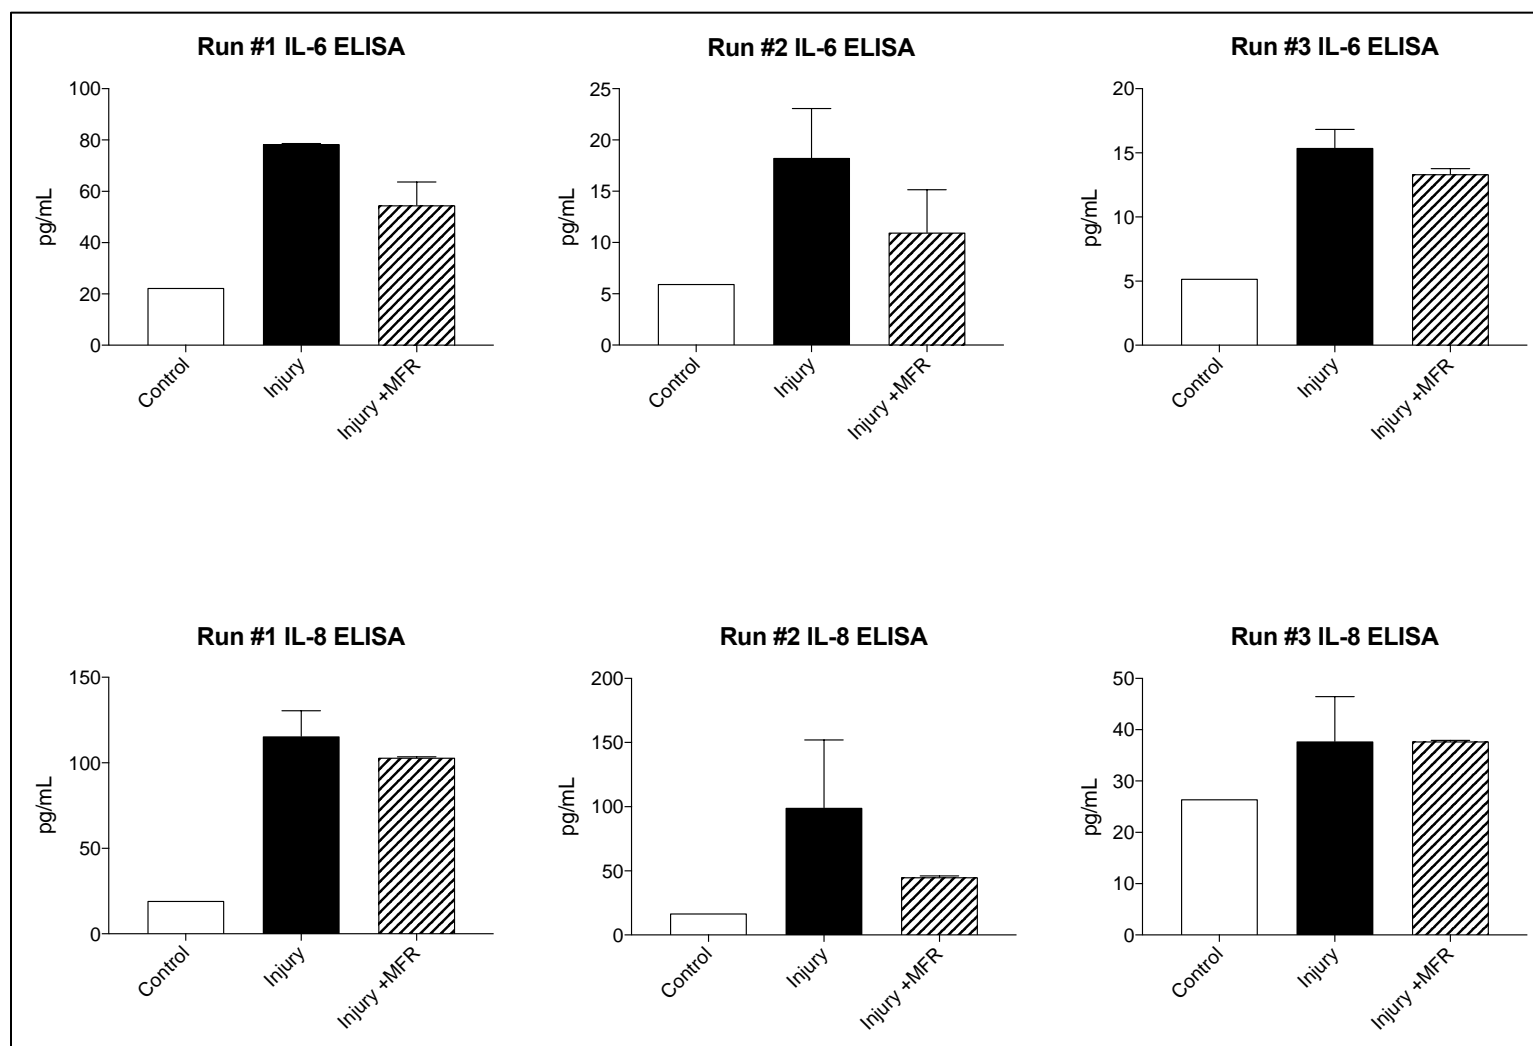 Run #1 IL-6 ELISA
100
80
60
40
20
0
pg/mL
Control
Injury
Injury +MFR
Run #2 IL-6 ELISA
25
20
15
10
5
0
pg/mL
Control
Injury
Injury +MFR
Run #3 IL-6 ELISA
20
15
10
5
0
pg/mL
Control
Injury
Injury +MFR
Run #1 IL-8 ELISA
150
100
50
0
pg/mL
Control
Injury
Injury +MFR
Run #2 IL-8 ELISA
200
150
100
50
0
pg/mL
Control
Injury
Injury +MFR
Run #3 IL-8 ELISA
50
40
30
20
10
0
pg/mL
Control
Injury
Injury +MFR